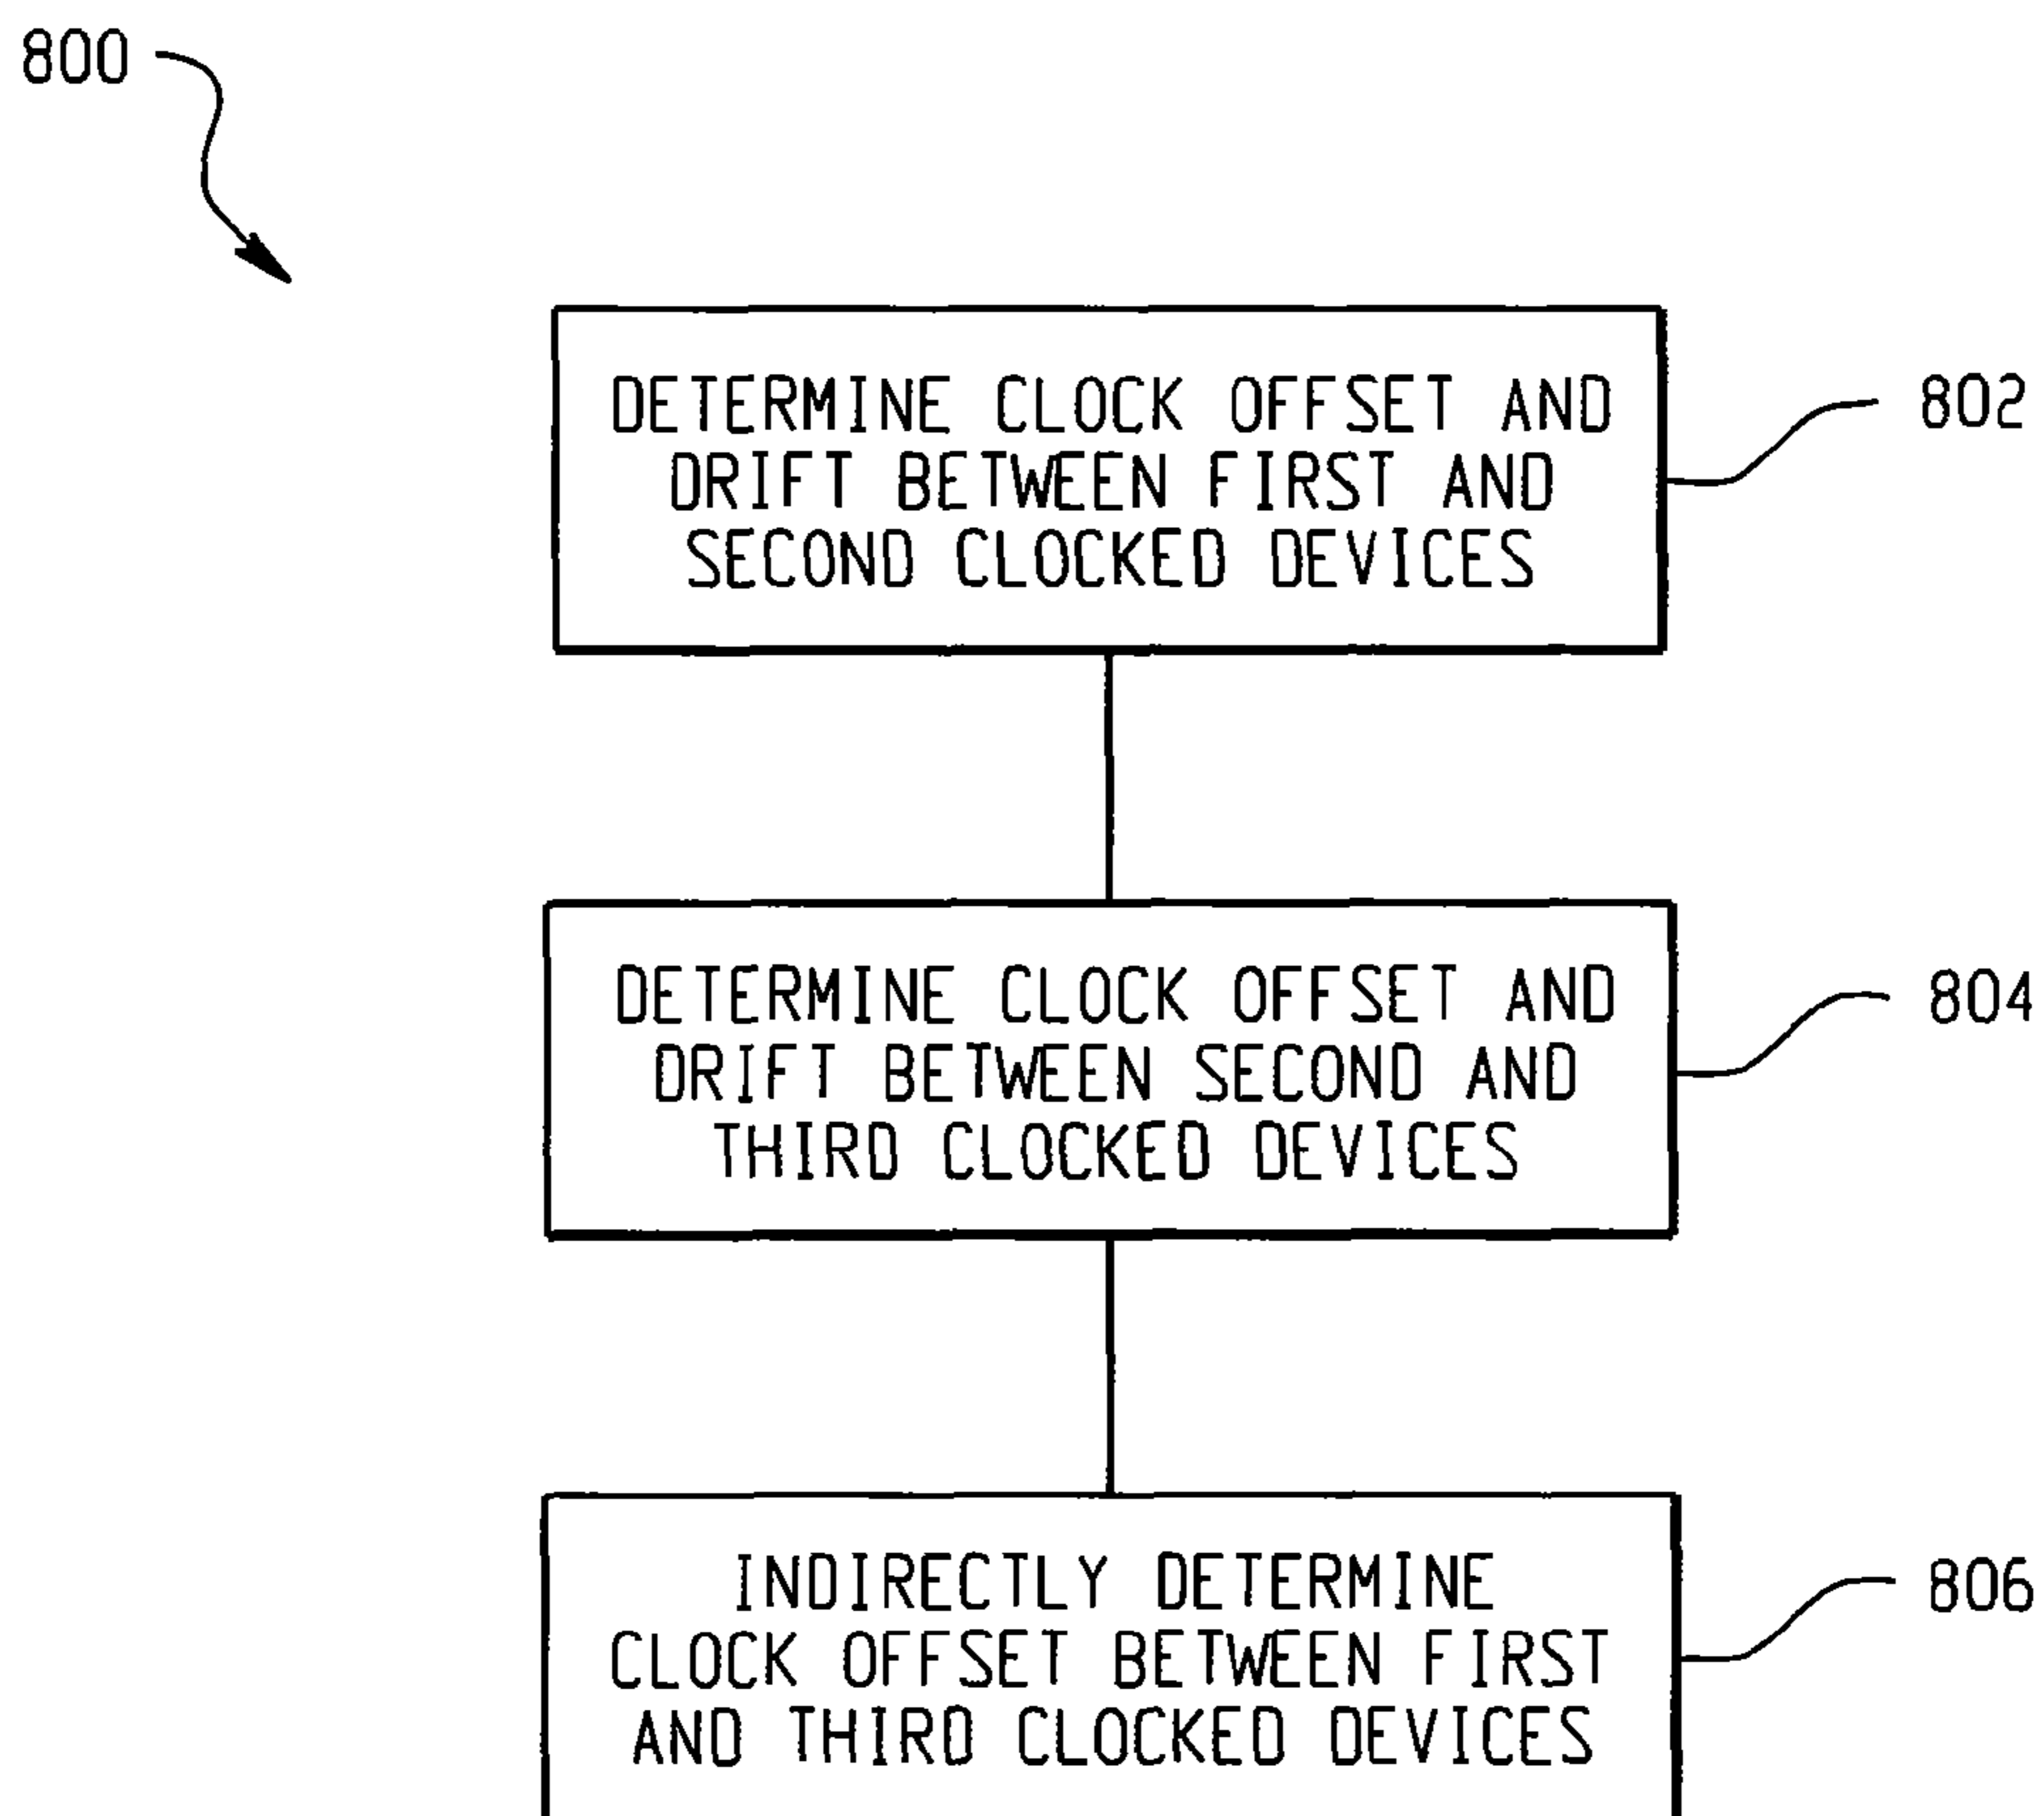 800
DETERMINE CLOCK OFFSET AND
DRIFT BETWEEN FIRST AND
SECOND CLOCKED DEVICES
802
DETERMINE CLOCK OFFSET AND
DRIFT BETWEEN SECOND AND
THIRD CLOCKED DEVICES
804
INDIRECTLY DETERMINE
CLOCK OFFSET BETWEEN FIRST
AND THIRD CLOCKED DEVICES
806